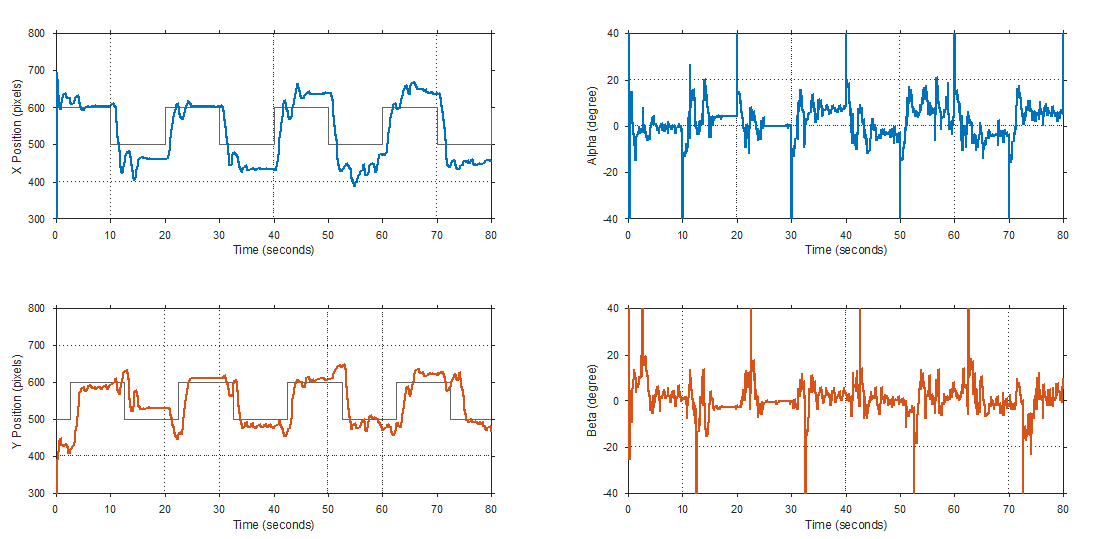 800
700
600
500
400
300
X Position (pixels)
0 10 20 30 40 50 60 70 80
Time (seconds)
40
20
0
-20
-40
Alpha (degree)
0 10 20 30 40 50 60 70 80
Time (seconds)
800
700
600
500
400
300
Y Position (pixels)
0 10 20 30 40 50 60 70 80
Time (seconds)
40
20
0
-20
-40
Beta (degree)
0 10 20 30 40 50 60 70 80
Time (seconds)